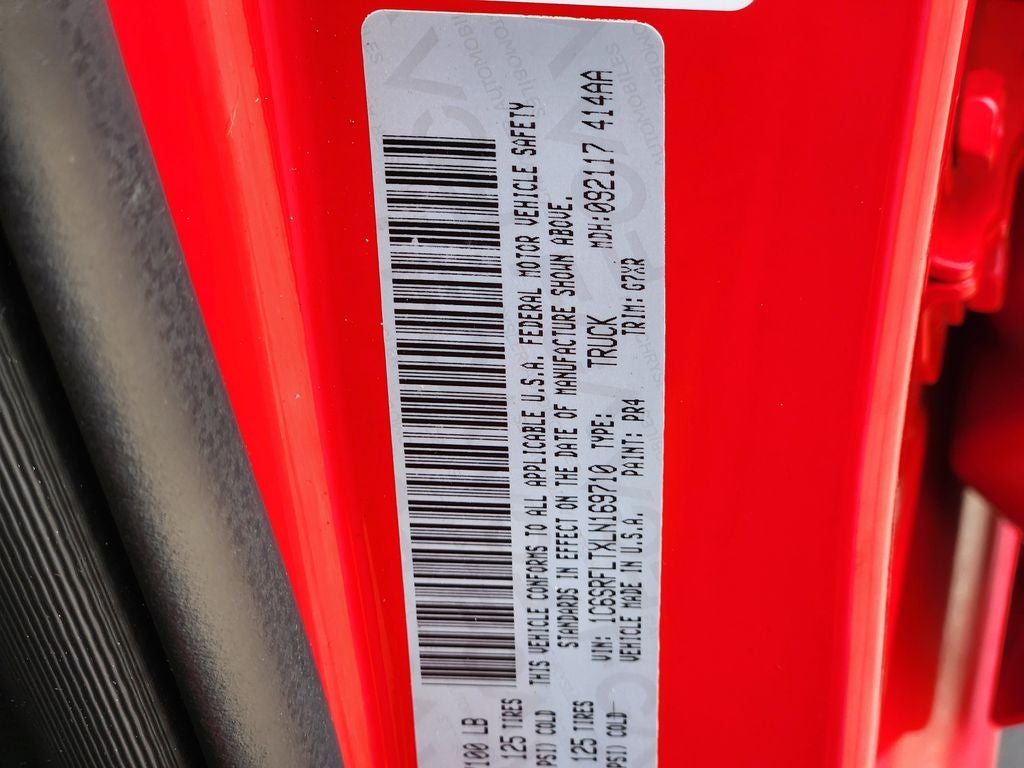 100 LB
125 TIRES
PSI) COLD
125 TIRES
PSI) COLD
THIS VEHICLE CONFORMS TO ALL APPLICABLE U.S.A. FEDERAL MOTOR VEHICLE SAFETY
STANDARDS IN EFFECT ON THE DATE OF MANUFACTURE SHOWN ABOVE.
VIN: 1C6SRFLTXLN169710 TYPE: TRUCK MDH:092117 414AA
VEHICLE MADE IN U.S.A. PAINT: PR4 TRIM: G7XR